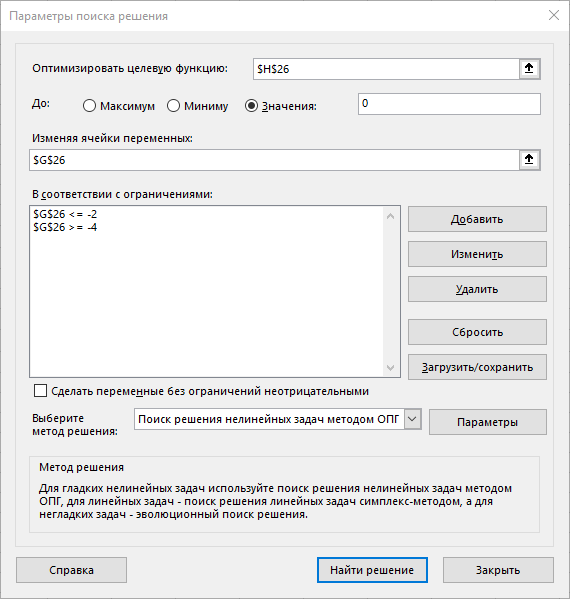 Параметры поиска решения
Оптимизировать целевую функцию: $H$26
До: Максимум Миниму Значения: 0
Изменяя ячейки переменных:
$G$26
В соответствии с ограничениями:
$G$26 <= -2
$G$26 >= -4
Добавить
Изменить
Удалить
Сбросить
Загрузить/сохранить
Сделать переменные без ограничений неотрицательными
Выберите
метод решения:
Поиск решения нелинейных задач методом ОПГ
Параметры
Метод решения
Для гладких нелинейных задач используйте поиск решения нелинейных задач методом
ОПГ, для линейных задач - поиск решения линейных задач симплекс-методом, а для
негладких задач - эволюционный поиск решения.
Справка Найти решение Закрыть